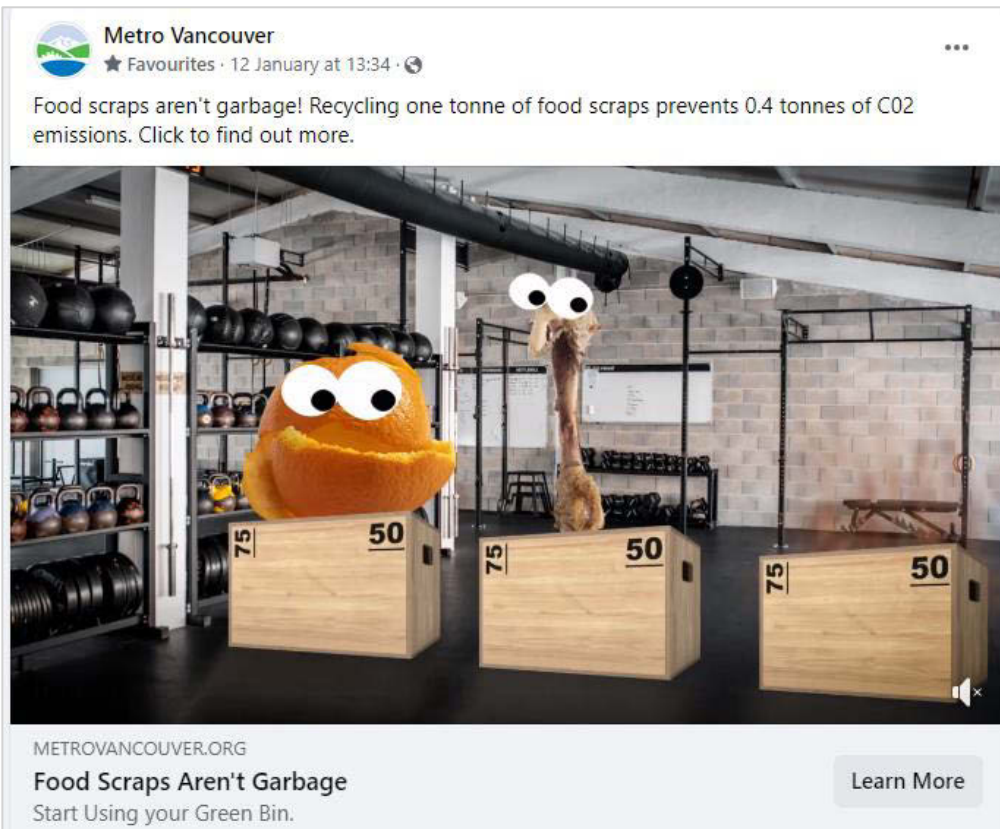 Metro Vancouver
Favourites · 12 January at 13:34 ·
Food scraps aren't garbage! Recycling one tonne of food scraps prevents 0.4 tonnes of C02
emissions. Click to find out more.
75 50
75 50
75 50
METROVANCOUVER.ORG
Food Scraps Aren't Garbage
Learn More
Start Using your Green Bin.